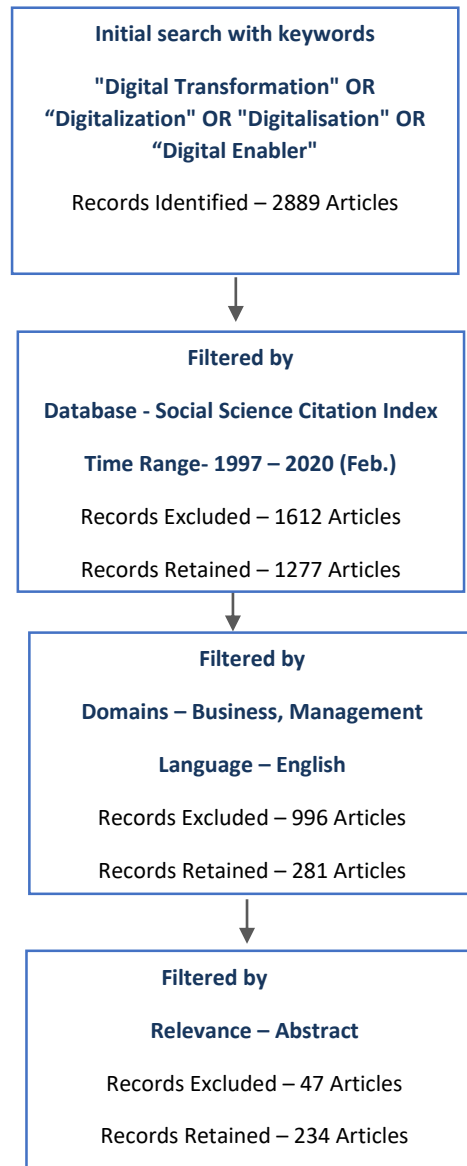 Initial search with keywords
"Digital Transformation" OR
“Digitalization" OR "Digitalisation" OR
“Digital Enabler"
Records Identified – 2889 Articles
Filtered by
Database - Social Science Citation Index
Time Range- 1997 – 2020 (Feb.)
Records Excluded – 1612 Articles
Records Retained – 1277 Articles
Filtered by
Domains – Business, Management
Language – English
Records Excluded – 996 Articles
Records Retained – 281 Articles
Filtered by
Relevance – Abstract
Records Excluded – 47 Articles
Records Retained – 234 Articles